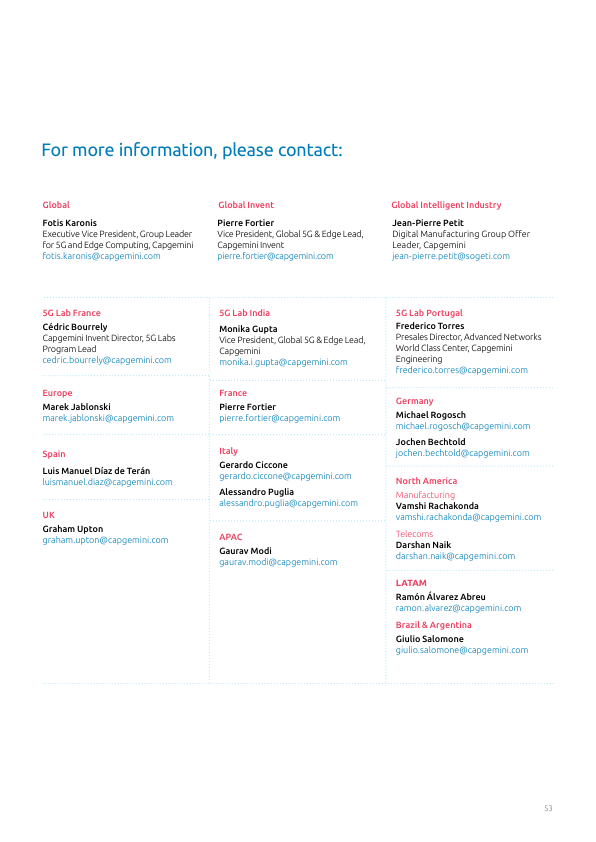 For more information, please contact:
Global
Fotis Karonis
Executive Vice President, Group Leader
for 5G and Edge Computing, Capgemini
fotis.karonis@capgemini.com
Global Invent
Pierre Fortier
Vice President, Global 5G & Edge Lead,
Capgemini Invent
pierre.fortier@capgemini.com
Global Intelligent Industry
Jean-Pierre Petit
Digital Manufacturing Group Offer
Leader, Capgemini
jean-pierre.petit@sogeti.com
5G Lab France
Cédric Bourrely
Capgemini Invent Director, 5G Labs
Program Lead
cedric.bourrely@capgemini.com
Europe
Marek Jablonski
marek.jablonski@capgemini.com
Spain
Luis Manuel Díaz de Terán
luismanuel.diaz@capgemini.com
UK
Graham Upton
graham.upton@capgemini.com
5G Lab India
Monika Gupta
Vice President, Global 5G & Edge Lead,
Capgemini
monika.i.gupta@capgemini.com
France
Pierre Fortier
pierre.fortier@capgemini.com
Italy
Gerardo Ciccone
gerardo.ciccone@capgemini.com
Alessandro Puglia
alessandro.puglia@capgemini.com
APAC
Gaurav Modi
gaurav.modi@capgemini.com
5G Lab Portugal
Frederico Torres
Presales Director, Advanced Networks
World Class Center, Capgemini
Engineering
frederico.torres@capgemini.com
Germany
Michael Rogosch
michael.rogosch@capgemini.com
Jochen Bechtold
jochen.bechtold@capgemini.com
North America
Manufacturing
Vamshi Rachakonda
vamshi.rachakonda@capgemini.com
Telecoms
Darshan Naik
darshan.naik@capgemini.com
LATAM
Ramón Álvarez Abreu
ramon.alvarez@capgemini.com
Brazil & Argentina
Giulio Salomone
giulio.salomone@capgemini.com
53